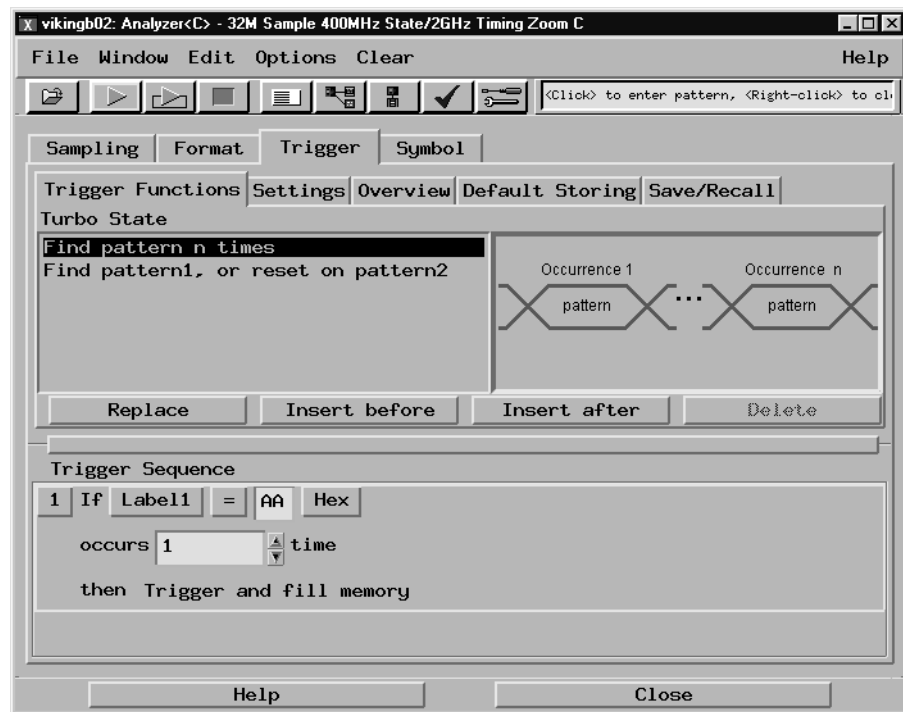 vikingb02: Analyzer<C> - 32M Sample 400MHz State/2GHz Timing Zoom C
File Window Edit Options Clear Help
<Click> to enter pattern, <Right-click> to cl
Sampling Format Trigger Symbol
Trigger Functions Settings Overview Default Storing Save/Recall
Turbo State
Find pattern n times
Find pattern1, or reset on pattern2
Occurrence 1 Occurrence n
pattern ... pattern
Replace Insert before Insert after Delete
Trigger Sequence
1 If Label1 = AA Hex
occurs 1 time
then Trigger and fill memory
Help Close